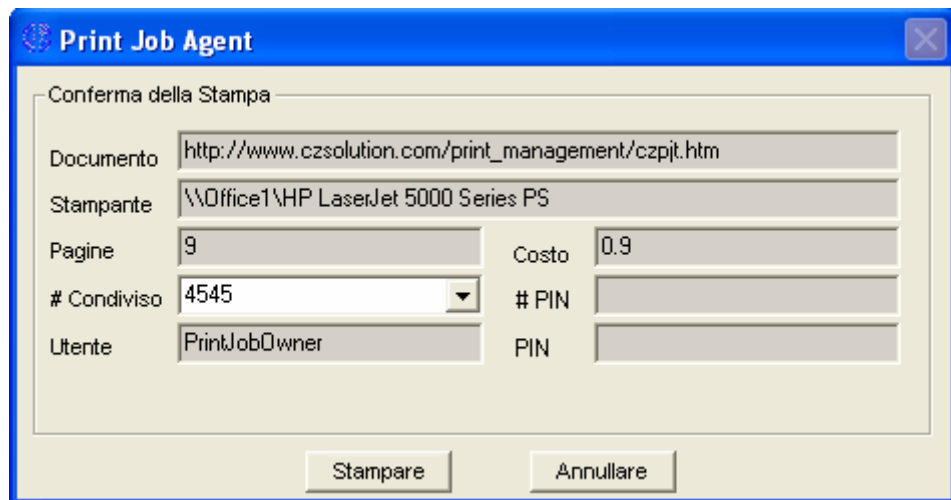 Print Job Agent
Conferma della Stampa
Documento http://www.czsolution.com/print_management/czpjt.htm
Stampante \\Office1\HP LaserJet 5000 Series PS
Pagine 9 Costo 0.9
# Condiviso 4545 # PIN
Utente PrintJobOwner PIN
Stampare Annullare